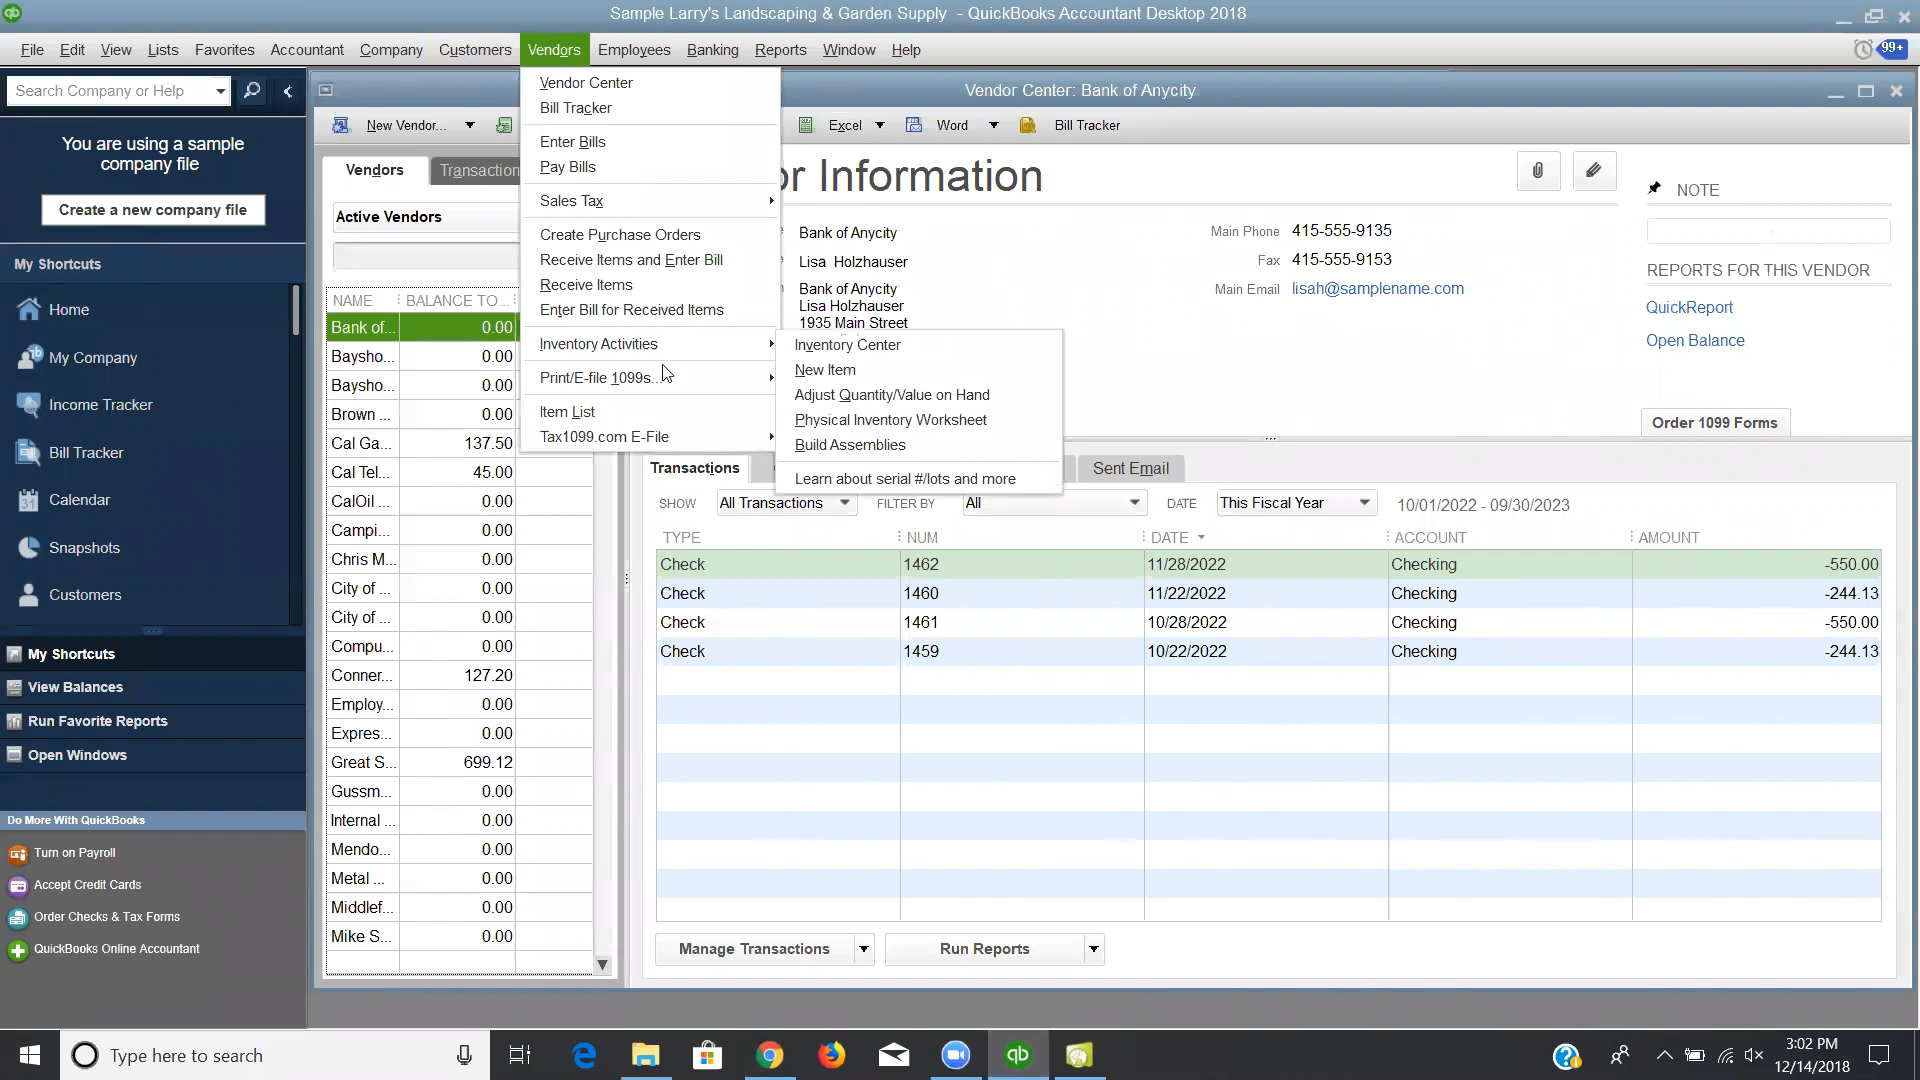 Sample Larry's Landscaping & Garden Supply - QuickBooks Accountant Desktop 2018
File Edit View Lists Favorites Accountant Company Customers Vendors Employees Banking Reports Window Help
99+
Search Company or Help
You are using a sample
company file
Create a new company file
My Shortcuts
Home
My Company
Income Tracker
Bill Tracker
Calendar
31
Snapshots
Customers
My Shortcuts
View Balances
Run Favorite Reports
Open Windows
Do More With QuickBooks
Turn on Payroll
Accept Credit Cards
Order Checks & Tax Forms
QuickBooks Online Accountant
Vendor Center
Bill Tracker
Enter Bills
Pay Bills
Sales Tax
Create Purchase Orders
Receive Items and Enter Bill
Receive Items
Enter Bill for Received Items
Inventory Activities
Print/E-file 1099s...
Item List
Tax1099.com E-File
Inventory Center
New Item
Adjust Quantity/Value on Hand
Physical Inventory Worksheet
Build Assemblies
Learn about serial #/lots and more
Vendor Center: Bank of Anycity
New Vendor... Excel Word Bill Tracker
Vendors Transaction
Active Vendors
NAME BALANCE TO...
Bank of... 0.00
Baysho... 0.00
Baysho... 0.00
Brown ... 0.00
Cal Ga... 137.50
Cal Tel... 45.00
CalOil ... 0.00
Campi... 0.00
Chris M... 0.00
City of ... 0.00
City of ... 0.00
Compu... 0.00
Conner... 127.20
Employ... 0.00
Expres... 0.00
Great S... 699.12
Gussm... 0.00
Internal ... 0.00
Mendo... 0.00
Metal ... 0.00
Middlef... 0.00
Mike S... 0.00
or Information
Bank of Anycity
Lisa Holzhauser
Bank of Anycity
Lisa Holzhauser
1935 Main Street
Main Phone 415-555-9135
Fax 415-555-9153
Main Email lisah@samplename.com
NOTE
REPORTS FOR THIS VENDOR
QuickReport
Open Balance
Order 1099 Forms
Transactions Sent Email
SHOW All Transactions FILTER BY All DATE This Fiscal Year 10/01/2022 - 09/30/2023
TYPE NUM DATE ACCOUNT AMOUNT
Check 1462 11/28/2022 Checking -550.00
Check 1460 11/22/2022 Checking -244.13
Check 1461 10/28/2022 Checking -550.00
Check 1459 10/22/2022 Checking -244.13
Manage Transactions Run Reports
Type here to search
qb
3:02 PM
12/14/2018